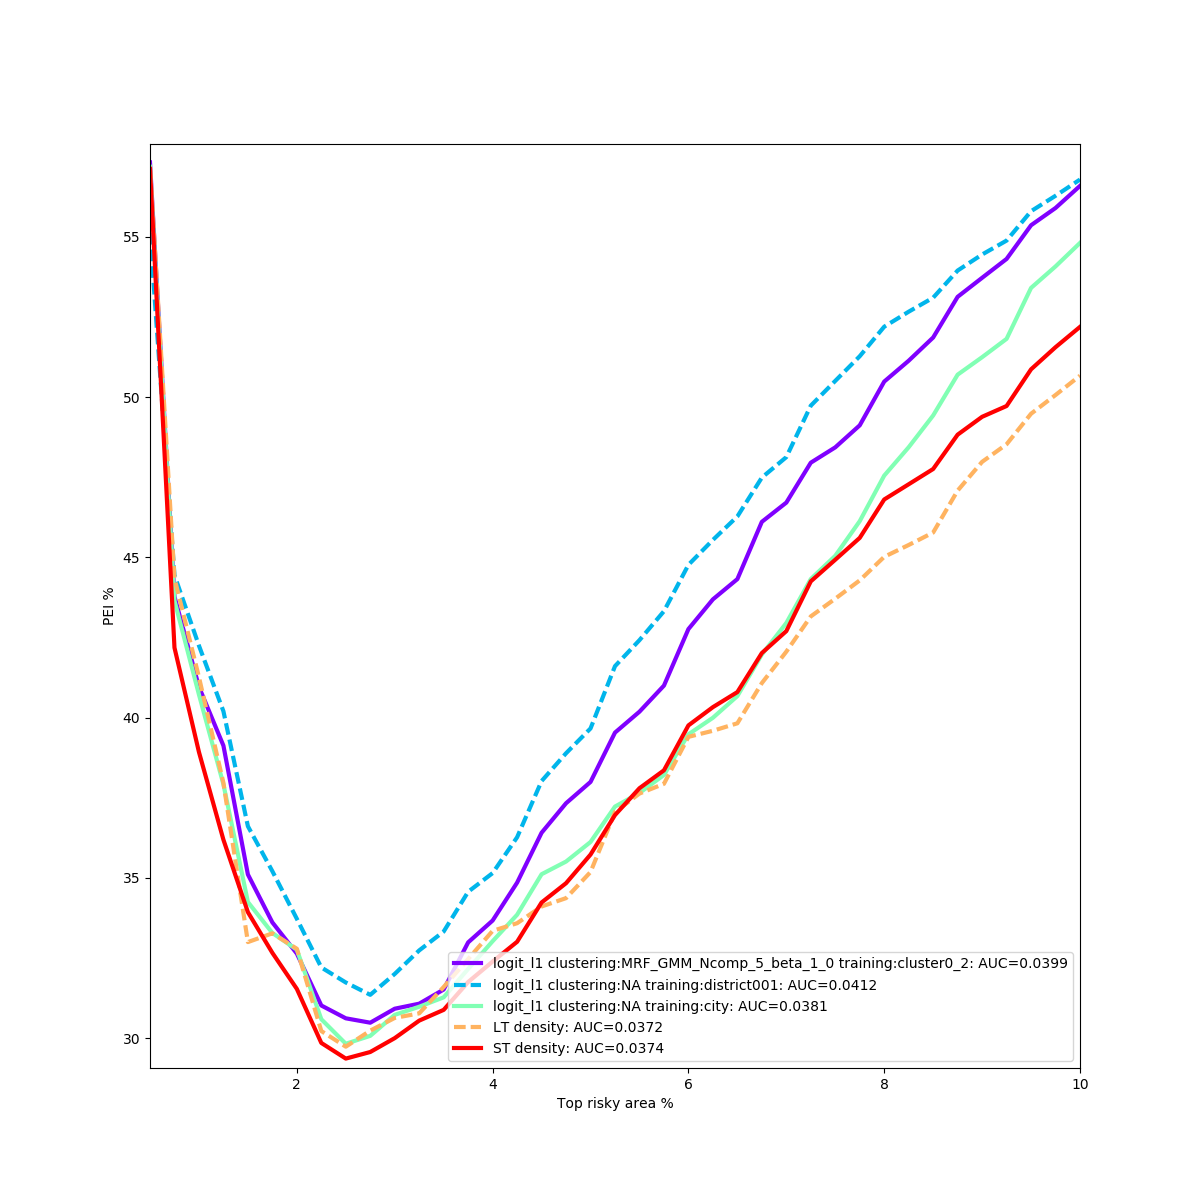 55
50
45
40
35
30
PEI %
logit_l1 clustering:MRF_GMM_Ncomp_5_beta_1_0 training:cluster0_2: AUC=0.0399
logit_l1 clustering:NA training:district001: AUC=0.0412
logit_l1 clustering:NA training:city: AUC=0.0381
LT density: AUC=0.0372
ST density: AUC=0.0374
2 4 6 8 10
Top risky area %